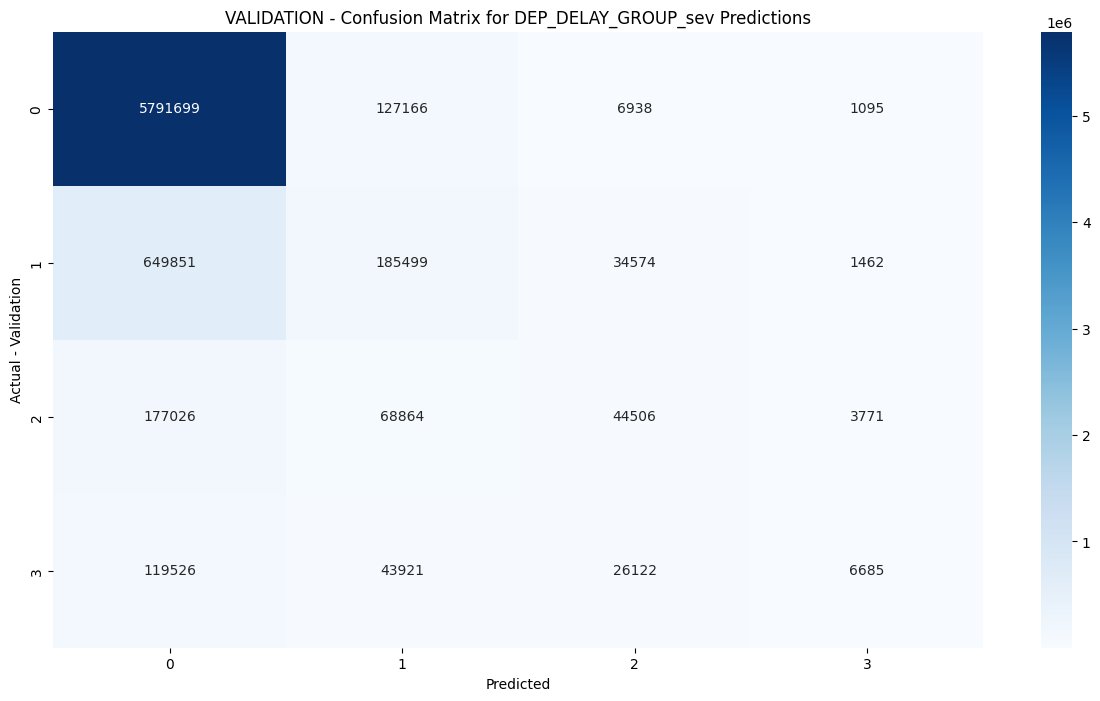 VALIDATION - Confusion Matrix for DEP_DELAY_GROUP_sev Predictions
1e6
0
5791699 127166 6938 1095
1
649851 185499 34574 1462
2
177026 68864 44506 3771
3
119526 43921 26122 6685
0 1 2 3
Predicted
Actual - Validation
5
4
3
2
1